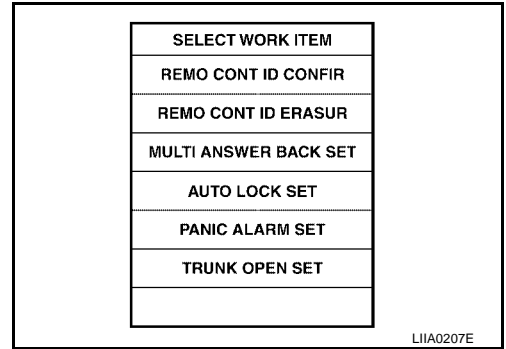 SELECT WORK ITEM
REMO CONT ID CONFIR
REMO CONT ID ERASUR
MULTI ANSWER BACK SET
AUTO LOCK SET
PANIC ALARM SET
TRUNK OPEN SET
LIIA0207E